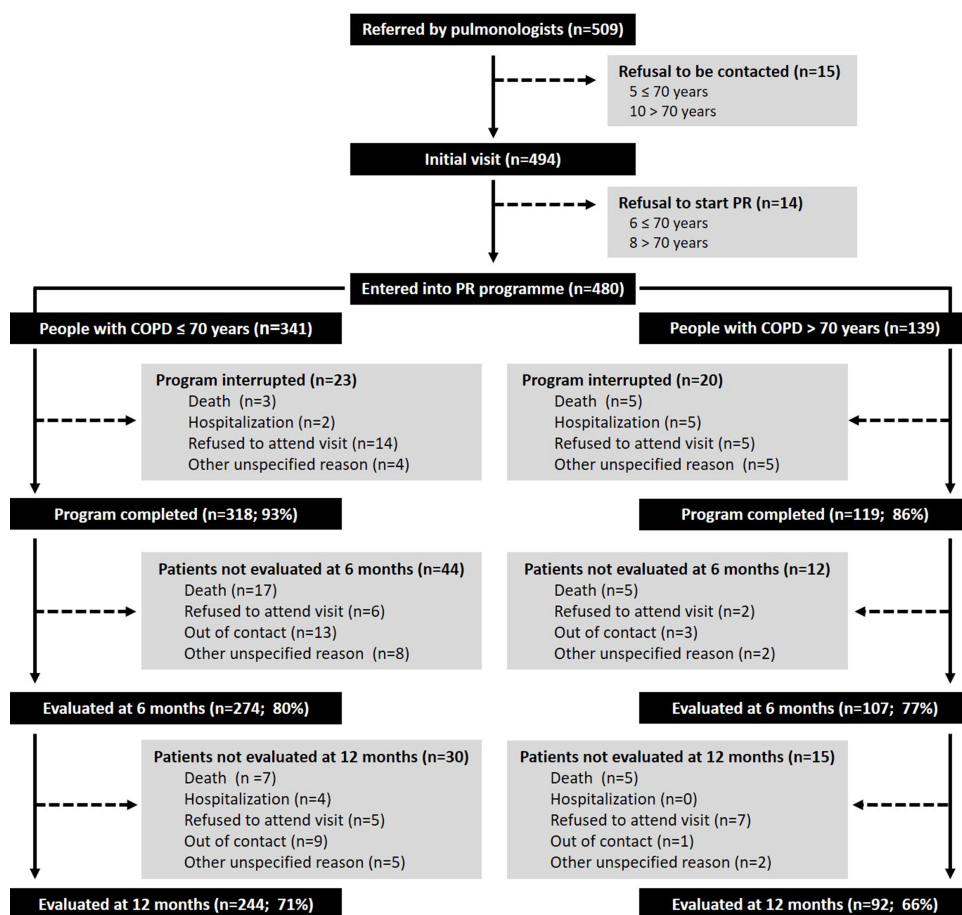 Referred by pulmonologists (n=509)
Refusal to be contacted (n=15)
5 ≤ 70 years
10 > 70 years
Initial visit (n=494)
Refusal to start PR (n=14)
6 ≤ 70 years
8 > 70 years
Entered into PR programme (n=480)
People with COPD ≤ 70 years (n=341)
People with COPD > 70 years (n=139)
Program interrupted (n=23)
Death (n=3)
Hospitalization (n=2)
Refused to attend visit (n=14)
Other unspecified reason (n=4)
Program interrupted (n=20)
Death (n=5)
Hospitalization (n=5)
Refused to attend visit (n=5)
Other unspecified reason (n=5)
Program completed (n=318; 93%)
Program completed (n=119; 86%)
Patients not evaluated at 6 months (n=44)
Death (n=17)
Refused to attend visit (n=6)
Out of contact (n=13)
Other unspecified reason (n=8)
Patients not evaluated at 6 months (n=12)
Death (n=5)
Refused to attend visit (n=2)
Out of contact (n=3)
Other unspecified reason (n=2)
Evaluated at 6 months (n=274; 80%)
Evaluated at 6 months (n=107; 77%)
Patients not evaluated at 12 months (n=30)
Death (n =7)
Hospitalization (n=4)
Refused to attend visit (n=5)
Out of contact (n=9)
Other unspecified reason (n=5)
Patients not evaluated at 12 months (n=15)
Death (n=5)
Hospitalization (n=0)
Refused to attend visit (n=7)
Out of contact (n=1)
Other unspecified reason (n=2)
Evaluated at 12 months (n=244; 71%)
Evaluated at 12 months (n=92; 66%)